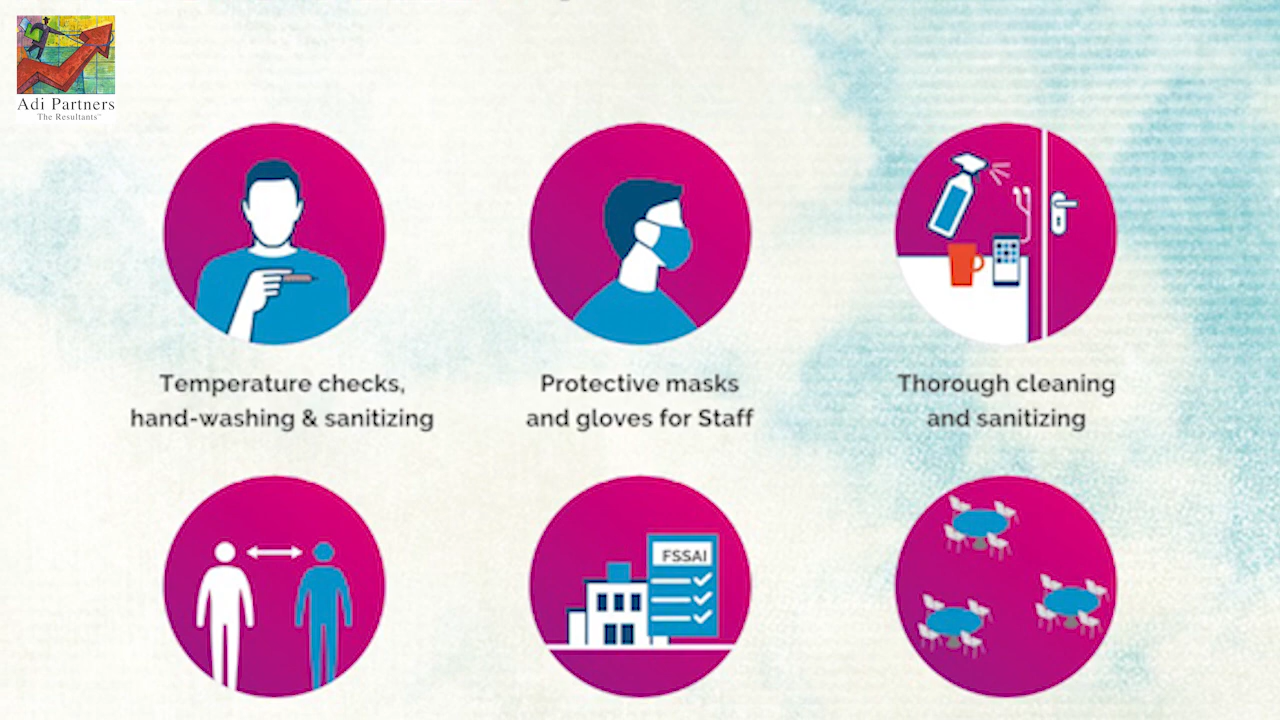 Adi Partners
The Resultants™
Temperature checks,
hand-washing & sanitizing
Protective masks
and gloves for Staff
Thorough cleaning
and sanitizing
FSSAI